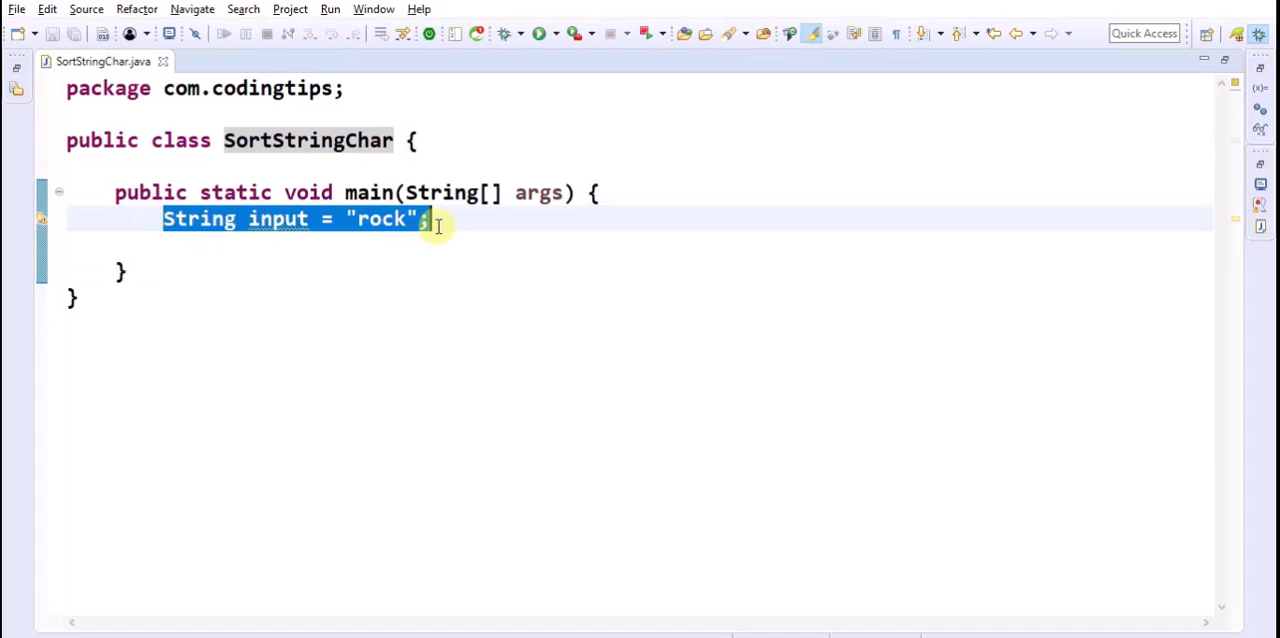 File Edit Source Refactor Navigate Search Project Run Window Help
Quick Access
SortStringChar.java
package com.codingtips;
public class SortStringChar {
public static void main(String[] args) {
String input = "rock";
}
}